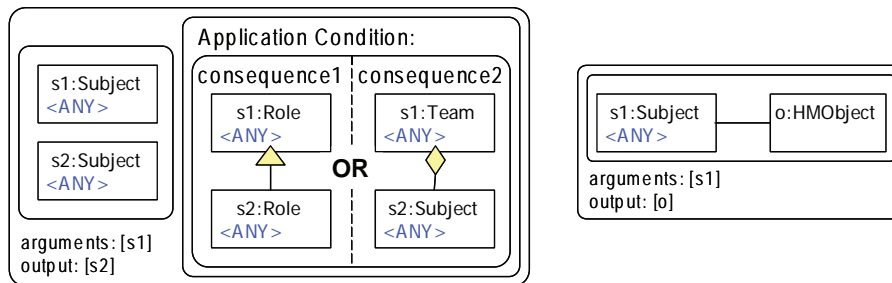 s1:Subject
<ANY>
s2:Subject
<ANY>
arguments: [s1]
output: [s2]
Application Condition:
consequence1
consequence2
s1:Role
<ANY>
s2:Role
<ANY>
OR
s1:Team
<ANY>
s2:Subject
<ANY>
s1:Subject
<ANY>
o:HMObject
arguments: [s1]
output: [o]